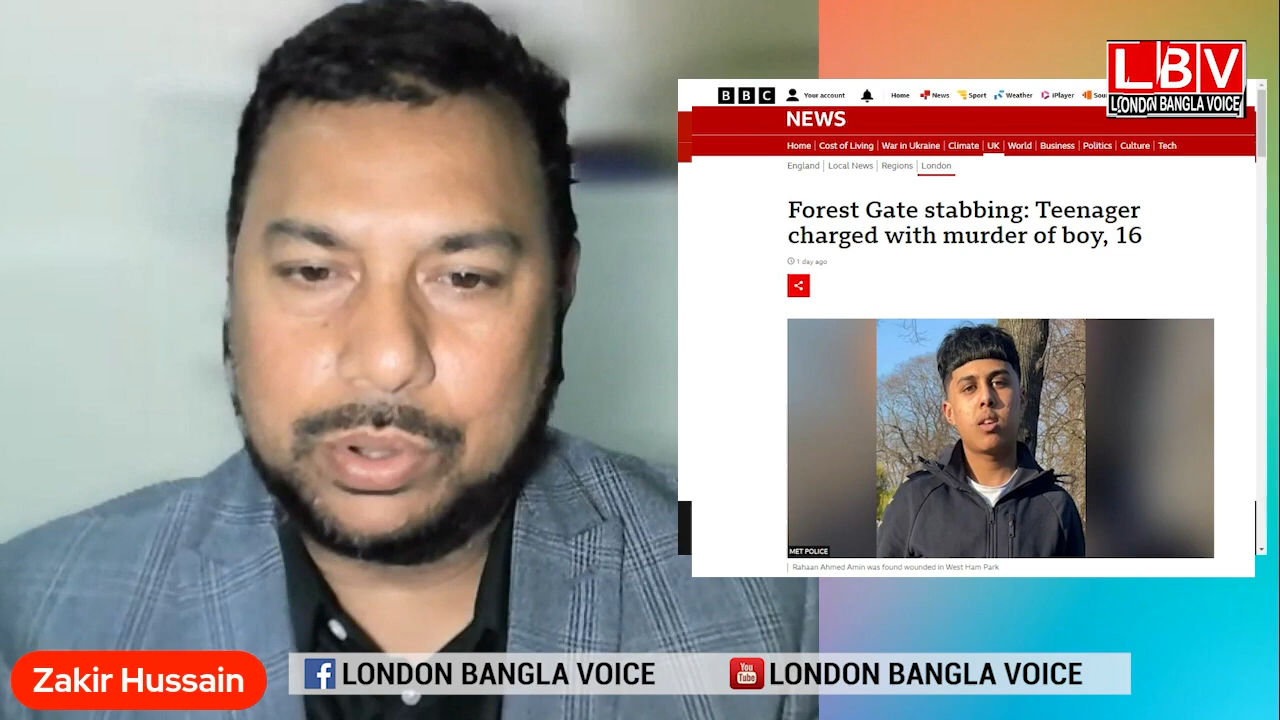 LBV
LONDON BANGLA VOICE
BBC Your account Home News Sport Weather iPlayer
NEWS
Home Cost of Living War in Ukraine Climate UK World Business Politics Culture Tech
England Local News Regions London
Forest Gate stabbing: Teenager
charged with murder of boy, 16
1 day ago
MET POLICE
Rahaan Ahmed Amin was found wounded in West Ham Park
Zakir Hussain
f LONDON BANGLA VOICE
You Tube LONDON BANGLA VOICE